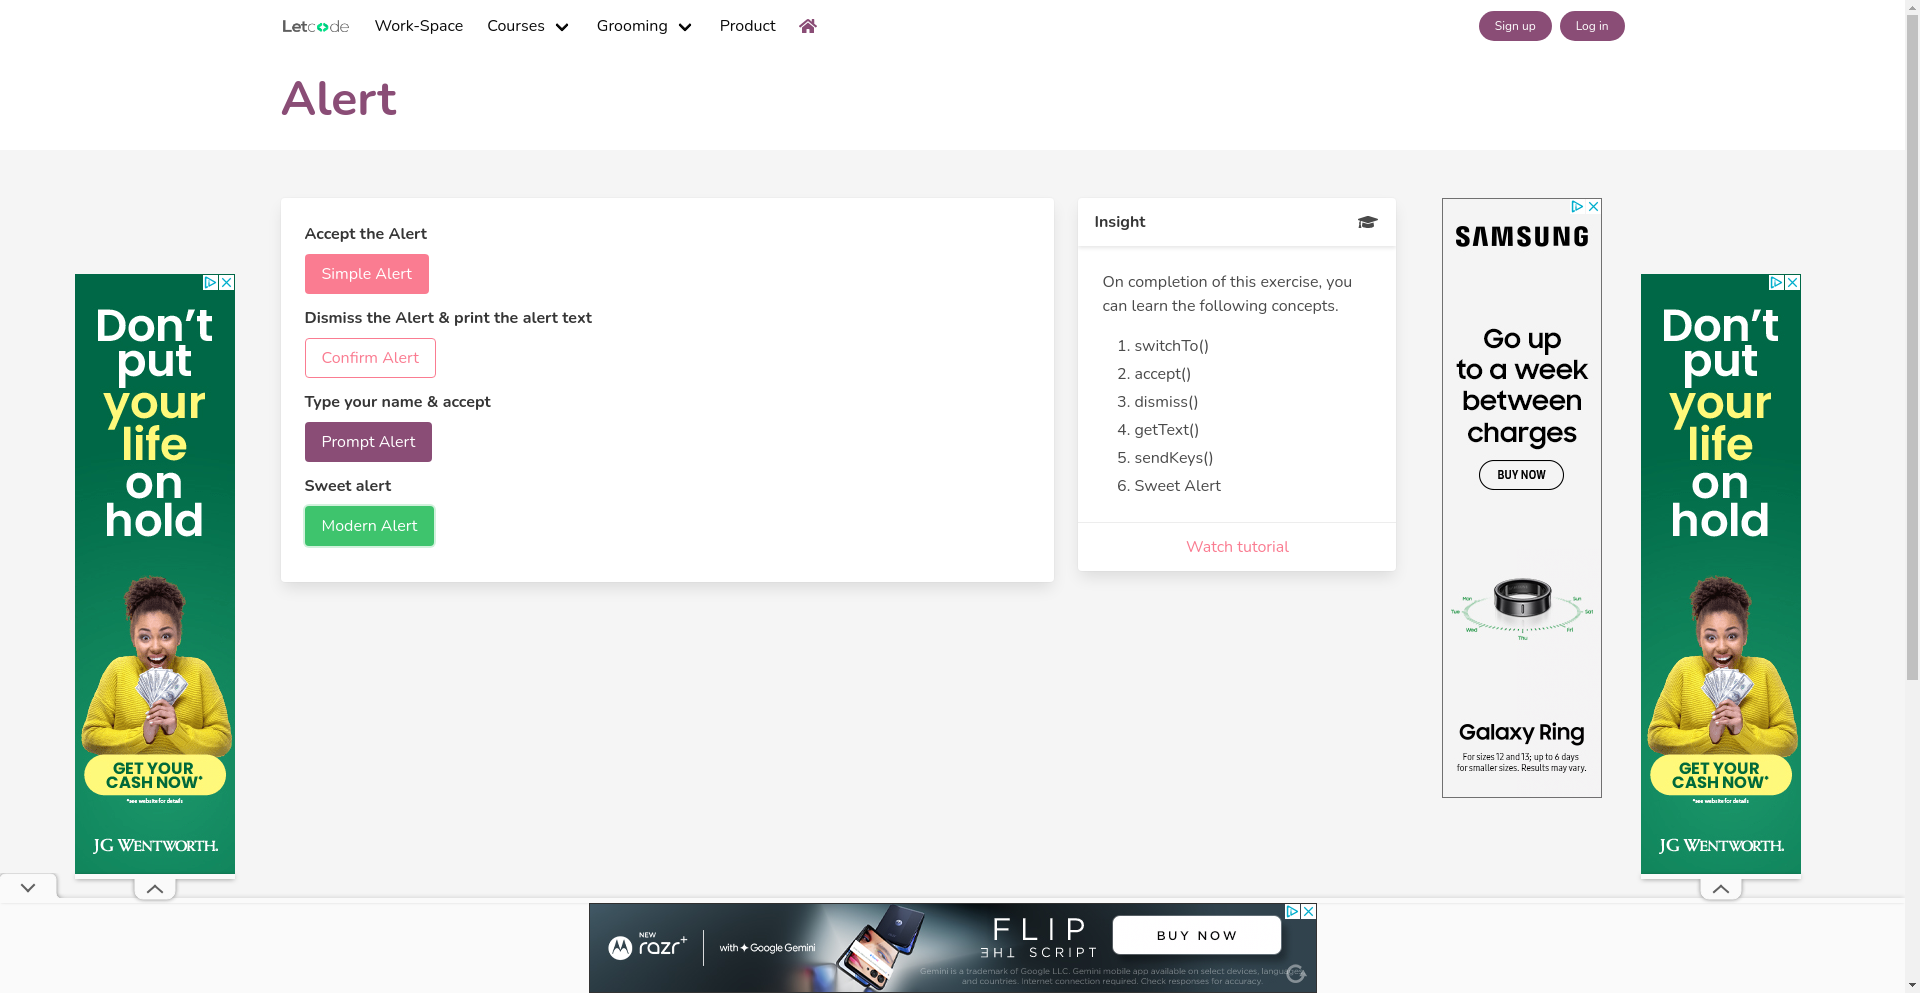 Letcode
Work-Space
Courses
Grooming
Product
Sign up
Log in
Alert
Accept the Alert
Simple Alert
Dismiss the Alert & print the alert text
Confirm Alert
Type your name & accept
Prompt Alert
Sweet alert
Modern Alert
Insight
On completion of this exercise, you
can learn the following concepts.
1. switchTo()
2. accept()
3. dismiss()
4. getText()
5. sendKeys()
6. Sweet Alert
Watch tutorial
Don't
put
your
life
on
hold
GET YOUR
CASH NOW*
*see website for details
JG WENTWORTH.
SAMSUNG
Go up
to a week
between
charges
BUY NOW
Mon
Sun
Tue
Sat
Wed
Fri
Thu
Galaxy Ring
For sizes 12 and 13; up to 6 days
for smaller sizes. Results may vary.
Don't
put
your
life
on
hold
GET YOUR
CASH NOW*
*see website for details
JG WENTWORTH.
NEW
razr+
with Google Gemini
FLIP
THE SCRIPT
BUY NOW
Gemini is a trademark of Google LLC. Gemini mobile app available on select devices, languages,
and countries. Internet connection required. Check responses for accuracy.